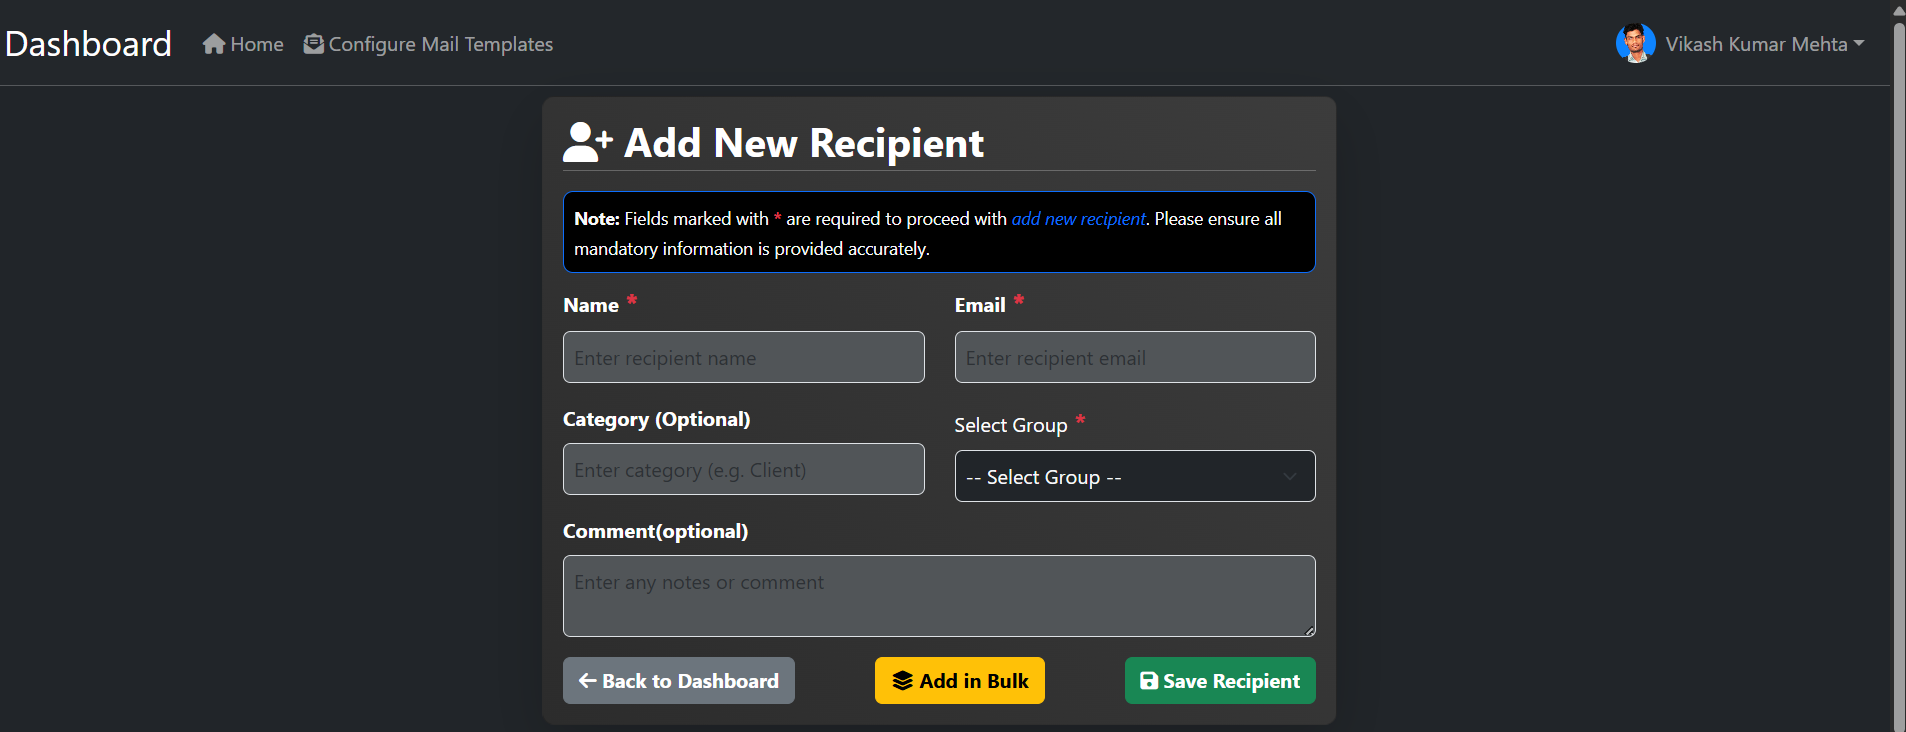 Dashboard Home Configure Mail Templates Vikash Kumar Mehta
Add New Recipient
Note: Fields marked with * are required to proceed with add new recipient. Please ensure all
mandatory information is provided accurately.
Name * Email *
Enter recipient name Enter recipient email
Category (Optional) Select Group *
Enter category (e.g. Client) -- Select Group --
Comment(optional)
Enter any notes or comment
Back to Dashboard Add in Bulk Save Recipient